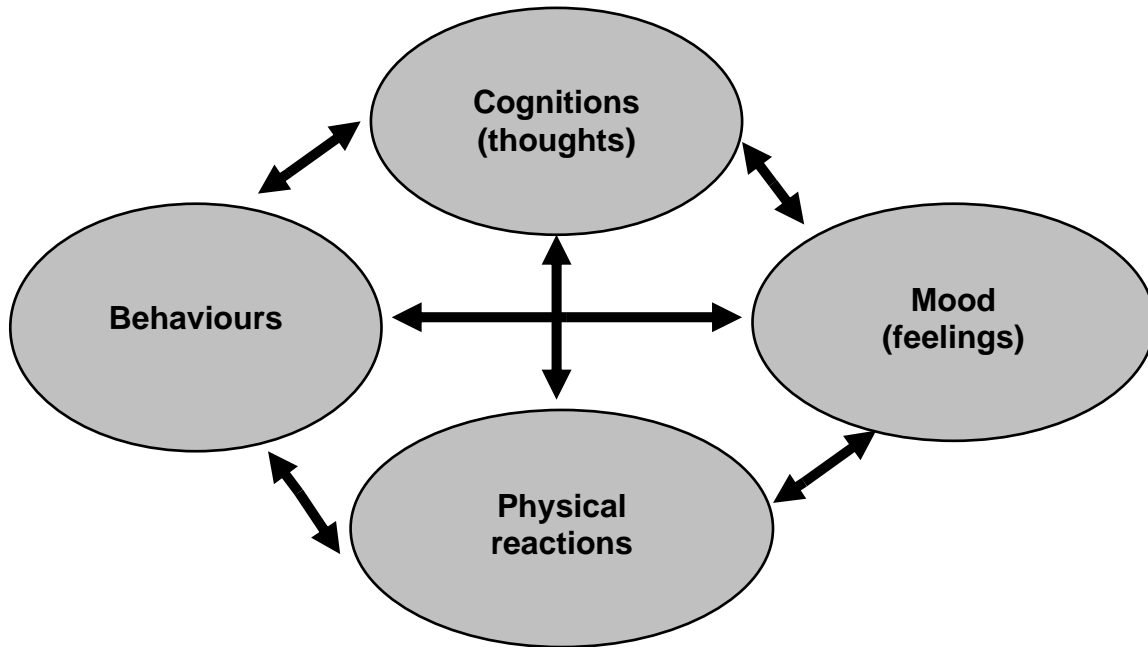 Cognitions
(thoughts)
Behaviours
Mood
(feelings)
Physical
reactions